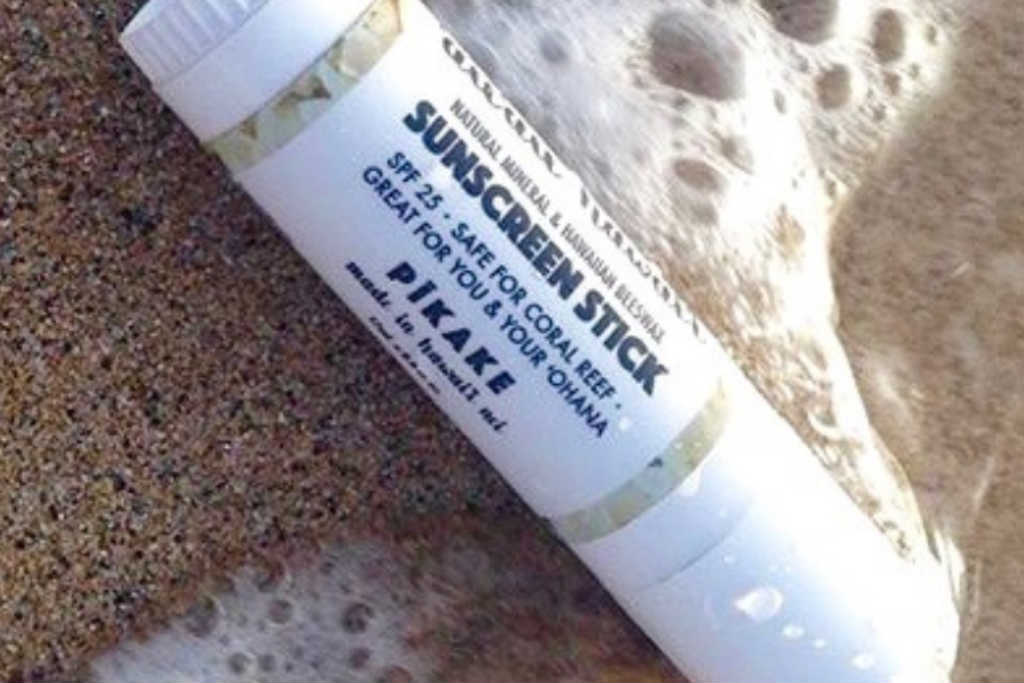 NATURAL MINERAL & HAWAIIAN BEESWAX
SUNSCREEN STICK
SPF 25 · SAFE FOR CORAL REEF ·
GREAT FOR YOU & YOUR 'OHANA
PIKAKE
made in hawai'i nei